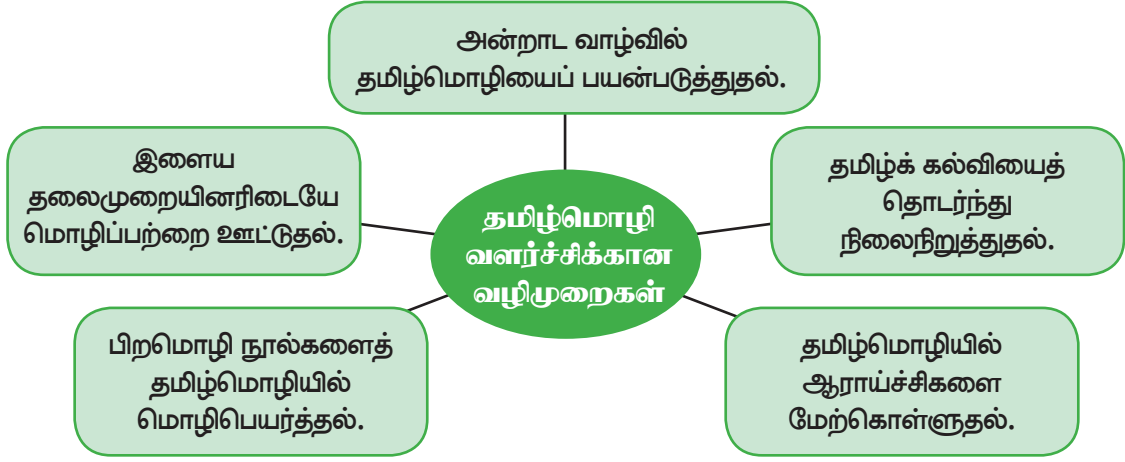 அன்றாட வாழ்வில்
தமிழ்மொழியைப் பயன்படுத்துதல்.
இளைய
தலைமுறையினரிடையே
மொழிப்பற்றை ஊட்டுதல்.
தமிழ்க் கல்வியைத்
தொடர்ந்து
நிலைநிறுத்துதல்.
தமிழ்மொழி
வளர்ச்சிக்கான
வழிமுறைகள்
பிறமொழி நூல்களைத்
தமிழ்மொழியில்
மொழிபெயர்த்தல்.
தமிழ்மொழியில்
ஆராய்ச்சிகளை
மேற்கொள்ளுதல்.